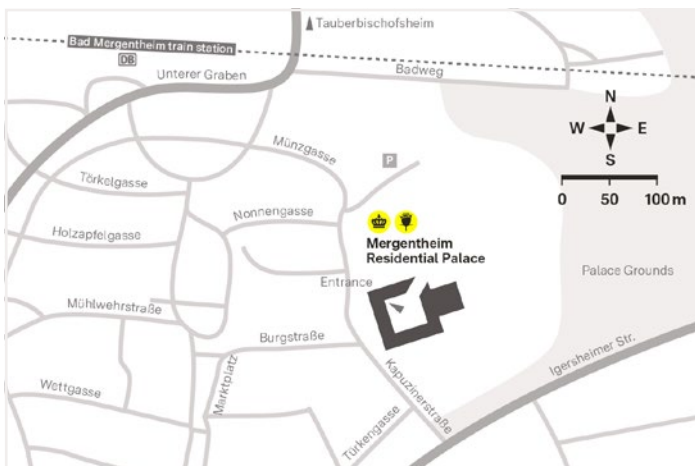 Tauberbischofsheim
Bad Mergentheim train station
DB
Unterer Graben
Badweg
N
W E
S
0 50 100 m
Münzgasse
P
Törkelgasse
Nonnengasse
Holzapfelgasse
Mergentheim
Residential Palace
Palace Grounds
Entrance
Mühlwehrstraße
Burgstraße
Igersheimer Str.
Kapuzinerstraße
Marktplatz
Wettgasse
Türkengasse